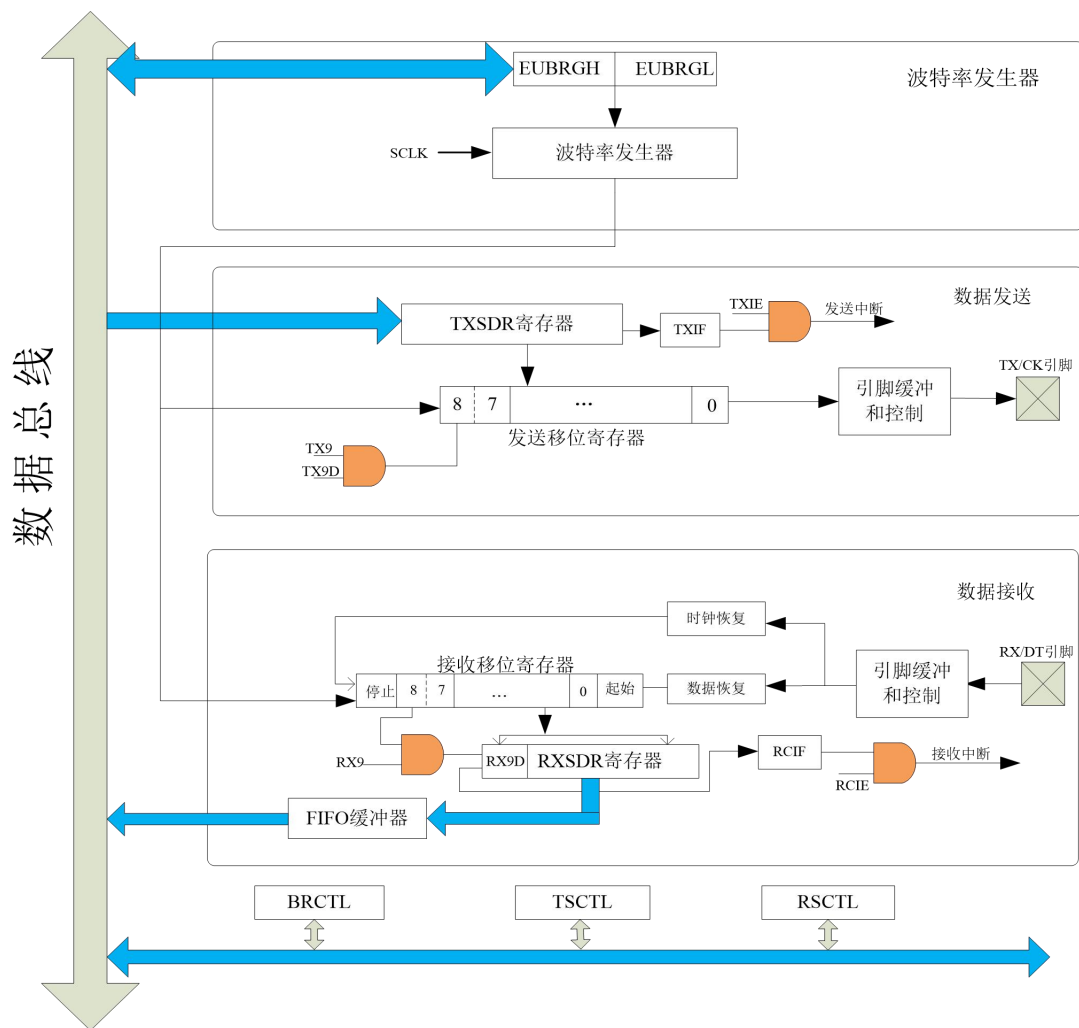 数据总线
EUBRGH EUBRGL
波特率发生器
SCLK
波特率发生器
数据发送
TXSDR寄存器
TXIF
TXIE
发送中断
TX/CK引脚
8 7 ... 0
发送移位寄存器
引脚缓冲
和控制
TX9
TX9D
数据接收
时钟恢复
RX/DT引脚
接收移位寄存器
停止 8 7 ... 0 起始
数据恢复
引脚缓冲
和控制
RX9
RX9D RXSDR寄存器
RCIF
RCIE
接收中断
FIFO缓冲器
BRCTL
TSCTL
RSCTL